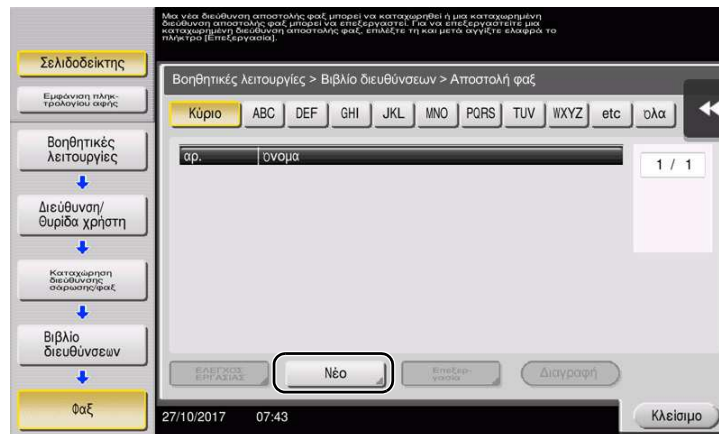 Μια νέα διεύθυνση αποστολής φαξ μπορεί να καταχωρηθεί ή μια καταχωρημένη
διεύθυνση αποστολής φαξ μπορεί να επεξεργαστεί. Για να επεξεργαστείτε μια
καταχωρημένη διεύθυνση αποστολής φαξ, επιλέξτε τη και μετά αγγίξτε ελαφρά το
πλήκτρο [Επεξεργασία].
Σελιδοδείκτης
Εμφάνιση πληκ-
τρολογίου αφής
Βοηθητικές
λειτουργίες
Διεύθυνση/
Θυρίδα χρήστη
Καταχώρηση
διεύθυνσης
σάρωσης/φαξ
Βιβλίο
διευθύνσεων
Φαξ
Βοηθητικές λειτουργίες > Βιβλίο διευθύνσεων > Αποστολή φαξ
Κύριο ABC DEF GHI JKL MNO PQRS TUV WXYZ etc Όλα
αρ. Όνομα
1 / 1
ΕΛΕΓΧΟΣ
ΕΡΓΑΣΙΑΣ
Νέο
Επεξερ-
γασία
Διαγραφή
27/10/2017 07:43
Κλείσιμο